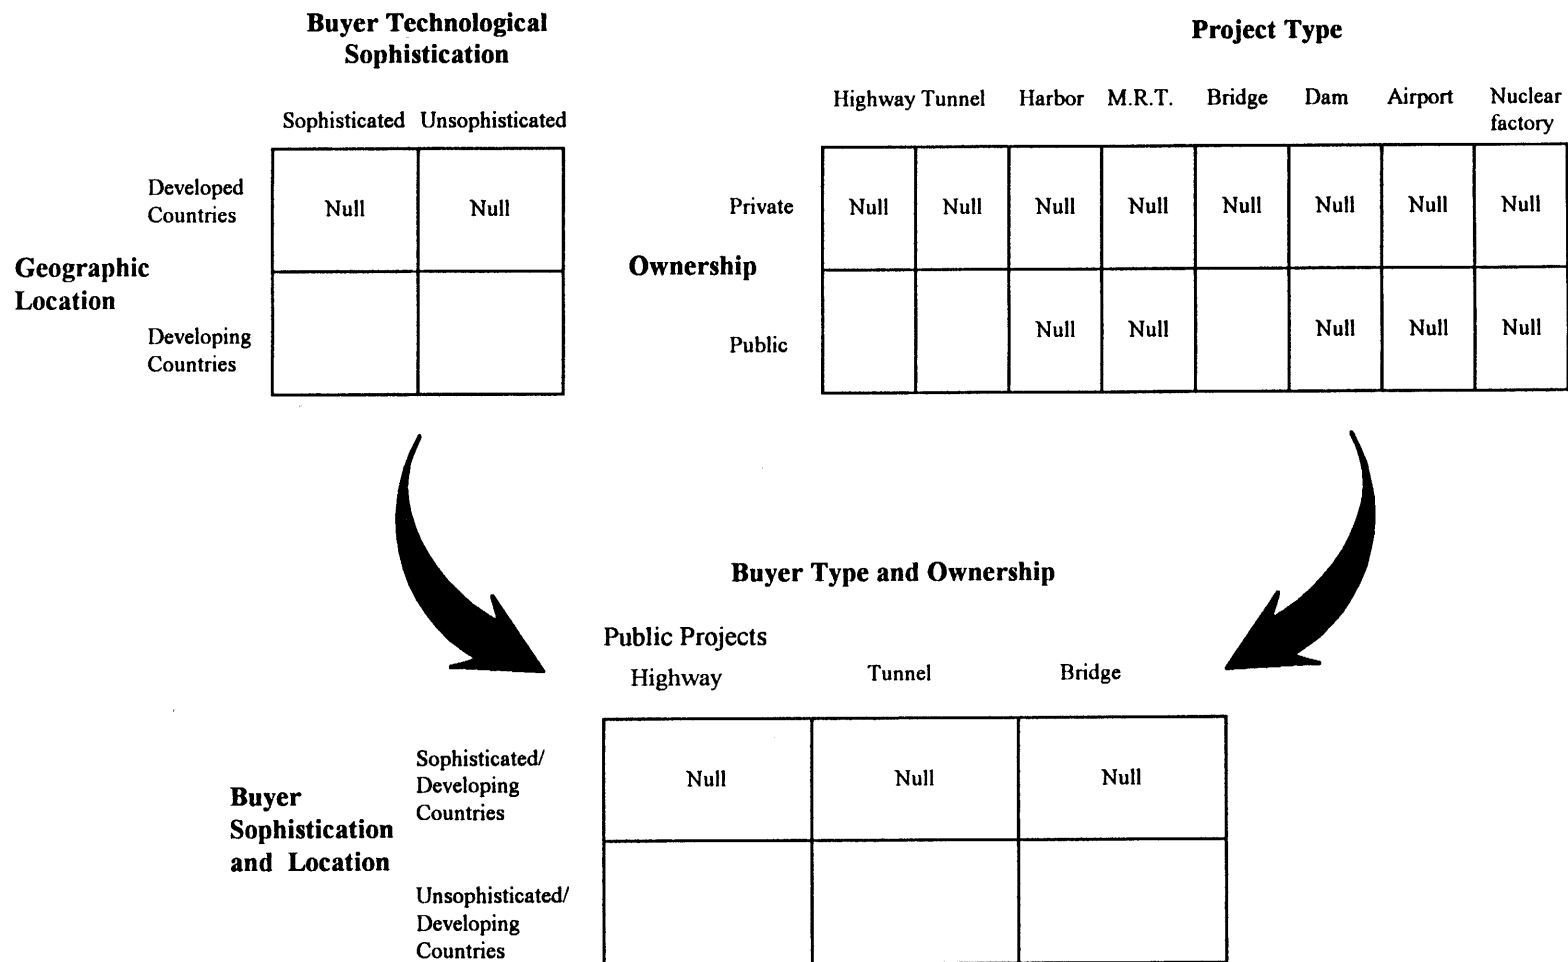 Buyer Technological
Sophistication
Sophisticated Unsophisticated
Geographic
Location
Developed
Countries
Null Null
Developing
Countries
Project Type
Highway Tunnel Harbor M.R.T. Bridge Dam Airport Nuclear
factory
Ownership
Private
Null Null Null Null Null Null Null Null
Public
Null Null Null Null Null
Buyer Type and Ownership
Public Projects
Highway Tunnel Bridge
Buyer
Sophistication
and Location
Sophisticated/
Developing
Countries
Null Null Null
Unsophisticated/
Developing
Countries